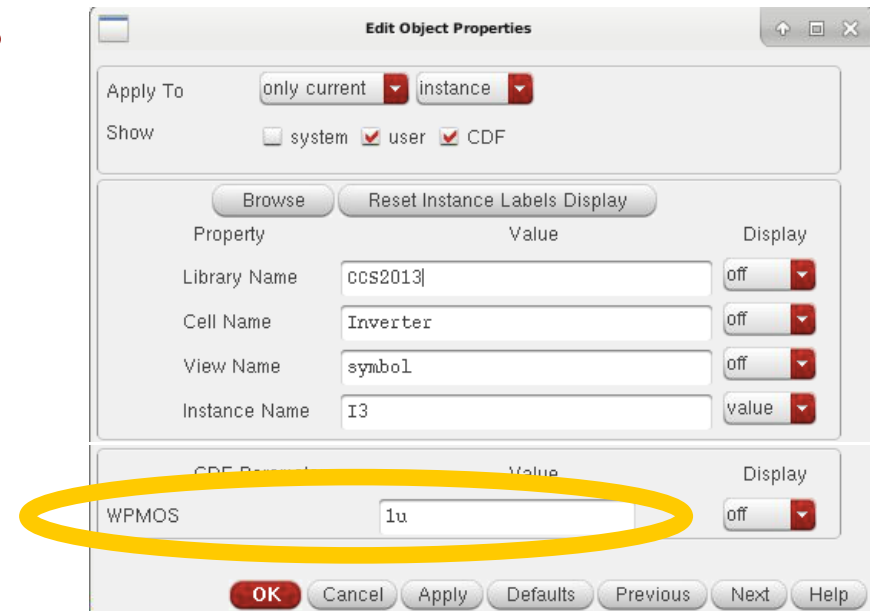 Edit Object Properties
Apply To only current instance
Show system user CDF
Browse Reset Instance Labels Display
Property Value Display
Library Name CCS2013 off
Cell Name Inverter off
View Name symbol off
Instance Name I3 value
Value Display
WPMOS 1u off
OK Cancel Apply Defaults Previous Next Help